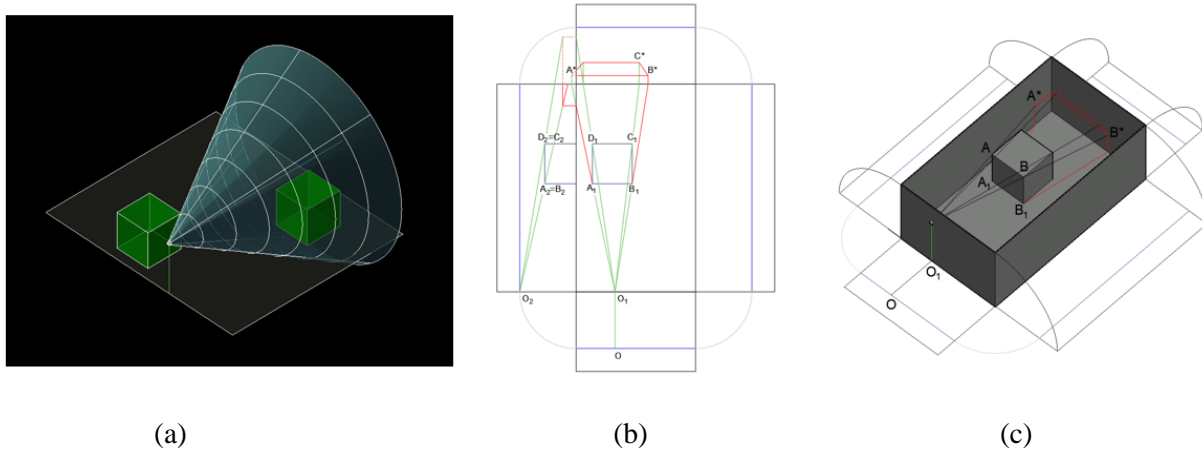 C*
A*
B*
D₂=C₂
D₁
C₁
A₂=B₂
A₁
B₁
O₂
O₁
O
A*
B*
A
B
A₁
B₁
O₁
O
(a)
(b)
(c)